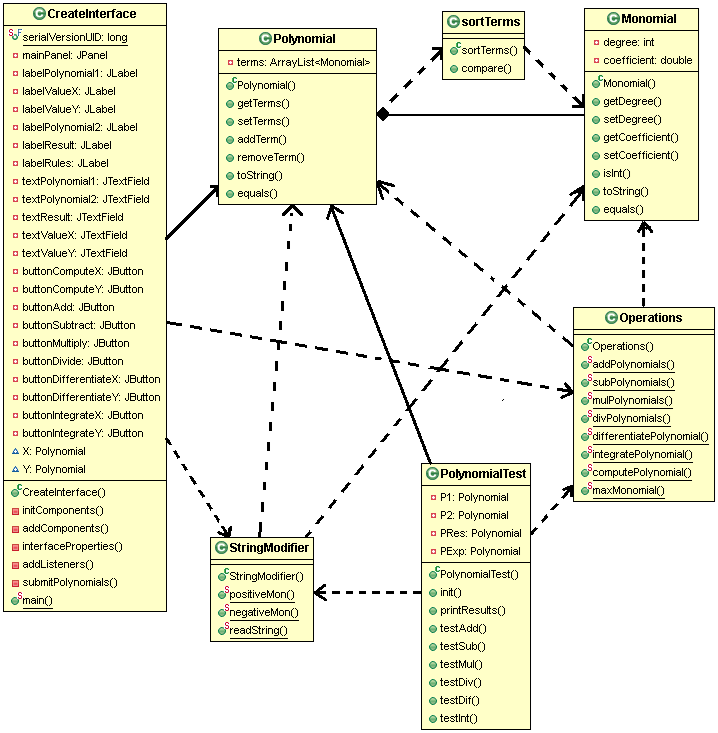 CreateInterface
serialVersionUID: long
mainPanel: JPanel
labelPolynomial1: JLabel
labelValueX: JLabel
labelValueY: JLabel
labelPolynomial2: JLabel
labelResult: JLabel
labelRules: JLabel
textPolynomial1: JTextField
textPolynomial2: JTextField
textResult: JTextField
textValueX: JTextField
textValueY: JTextField
buttonComputeX: JButton
buttonComputeY: JButton
buttonAdd: JButton
buttonSubtract: JButton
buttonMultiply: JButton
buttonDivide: JButton
buttonDifferentiateX: JButton
buttonDifferentiateY: JButton
buttonIntegrateX: JButton
buttonIntegrateY: JButton
X: Polynomial
Y: Polynomial
CreateInterface()
initComponents()
addComponents()
interfaceProperties()
addListeners()
submitPolynomials()
main()
Polynomial
terms: ArrayList<Monomial>
Polynomial()
getTerms()
setTerms()
addTerm()
removeTerm()
toString()
equals()
sortTerms
sortTerms()
compare()
Monomial
degree: int
coefficient: double
Monomial()
getDegree()
setDegree()
getCoefficient()
setCoefficient()
isInt()
toString()
equals()
Operations
Operations()
addPolynomials()
subPolynomials()
mulPolynomials()
divPolynomials()
differentiatePolynomial()
integratePolynomial()
computePolynomial()
maxMonomial()
StringModifier
StringModifier()
positiveMon()
negativeMon()
readString()
PolynomialTest
P1: Polynomial
P2: Polynomial
PRes: Polynomial
PExp: Polynomial
PolynomialTest()
init()
printResults()
testAdd()
testSub()
testMul()
testDiv()
testDif()
testInt()